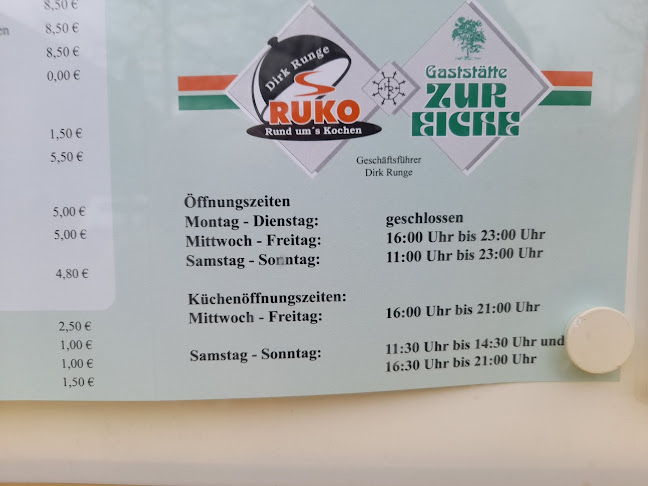 8,50 €
en 8,50 €
8,50 €
0,00 €
1,50 €
5,50 €
5,00 €
5,00 €
4,80 €
2,50 €
1,00 €
1,00 €
1,50 €
Dirk Runge
RUKO
Rund um's Kochen
Gaststätte
ZUR
EICKE
Geschäftsführer
Dirk Runge
Öffnungszeiten
Montag - Dienstag: geschlossen
Mittwoch - Freitag: 16:00 Uhr bis 23:00 Uhr
Samstag - Sonntag: 11:00 Uhr bis 23:00 Uhr
Küchenöffnungszeiten:
Mittwoch - Freitag: 16:00 Uhr bis 21:00 Uhr
Samstag - Sonntag: 11:30 Uhr bis 14:30 Uhr und
16:30 Uhr bis 21:00 Uhr